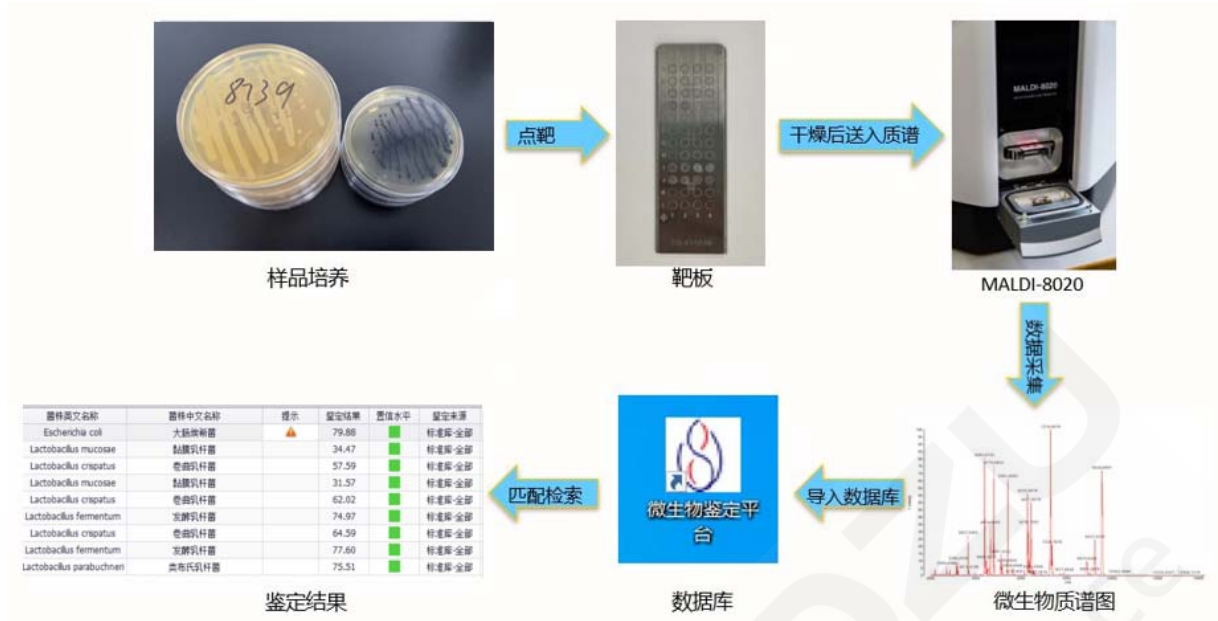 8739
点靶
干燥后送入质谱
MALDI-8020
样品培养
靶板
MALDI-8020
数据采集
菌株英文名称 菌株中文名称 提示 鉴定结果 置信水平 鉴定来源
Escherichia coli 大肠埃希菌 79.86 标准库-全部
Lactobacillus mucosae 黏膜乳杆菌 34.47 标准库-全部
Lactobacillus crispatus 卷曲乳杆菌 57.59 标准库-全部
Lactobacillus mucosae 黏膜乳杆菌 31.57 标准库-全部
Lactobacillus crispatus 卷曲乳杆菌 62.02 标准库-全部
Lactobacillus fermentum 发酵乳杆菌 74.97 标准库-全部
Lactobacillus crispatus 卷曲乳杆菌 64.59 标准库-全部
Lactobacillus fermentum 发酵乳杆菌 77.60 标准库-全部
Lactobacillus parabuchneri 类布氏乳杆菌 75.51 标准库-全部
匹配检索
微生物鉴定平
台
导入数据库
鉴定结果
数据库
微生物质谱图